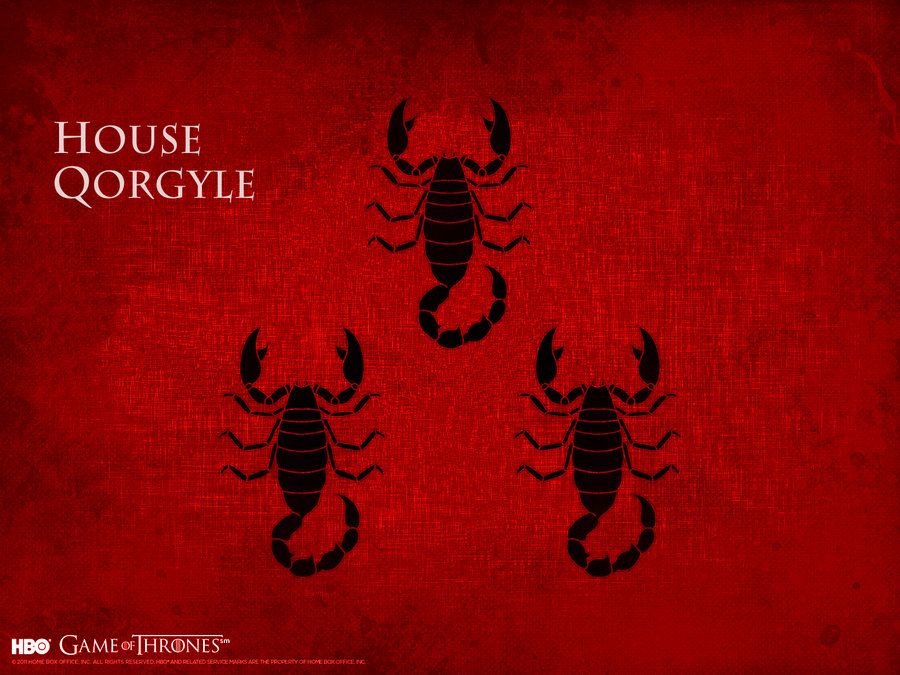 House
Qorgyle
HBO® Game of Thrones℠
© 2011 HOME BOX OFFICE, INC. ALL RIGHTS RESERVED. HBO® AND RELATED SERVICE MARKS ARE THE PROPERTY OF HOME BOX OFFICE, INC.